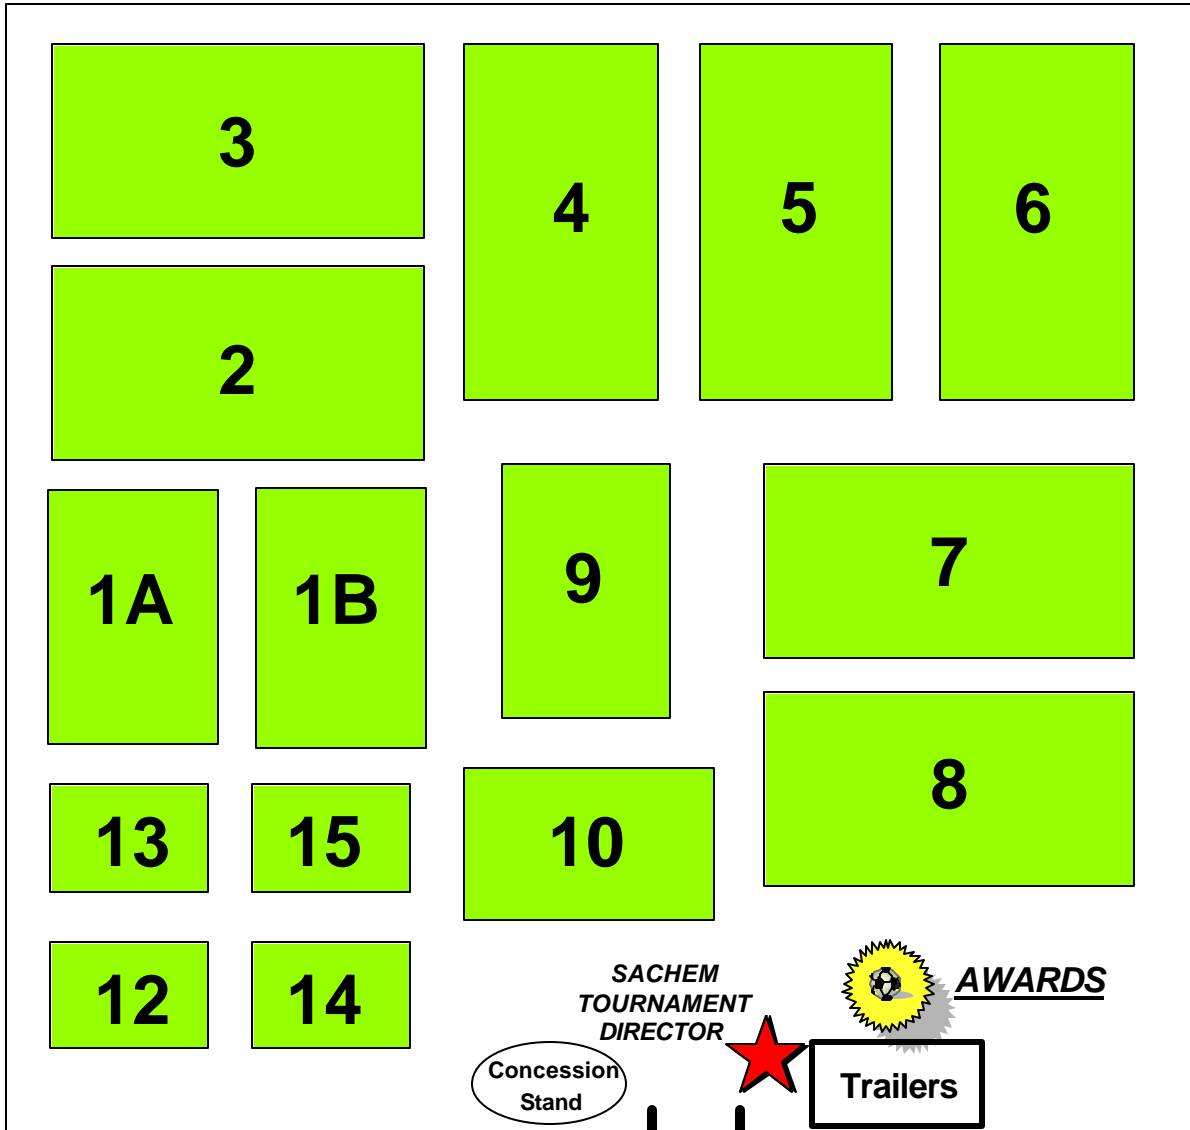 3
4
5
6
2
1A
1B
9
7
8
13
15
10
12
14
SACHEM
TOURNAMENT
DIRECTOR
AWARDS
Concession
Stand
Trailers